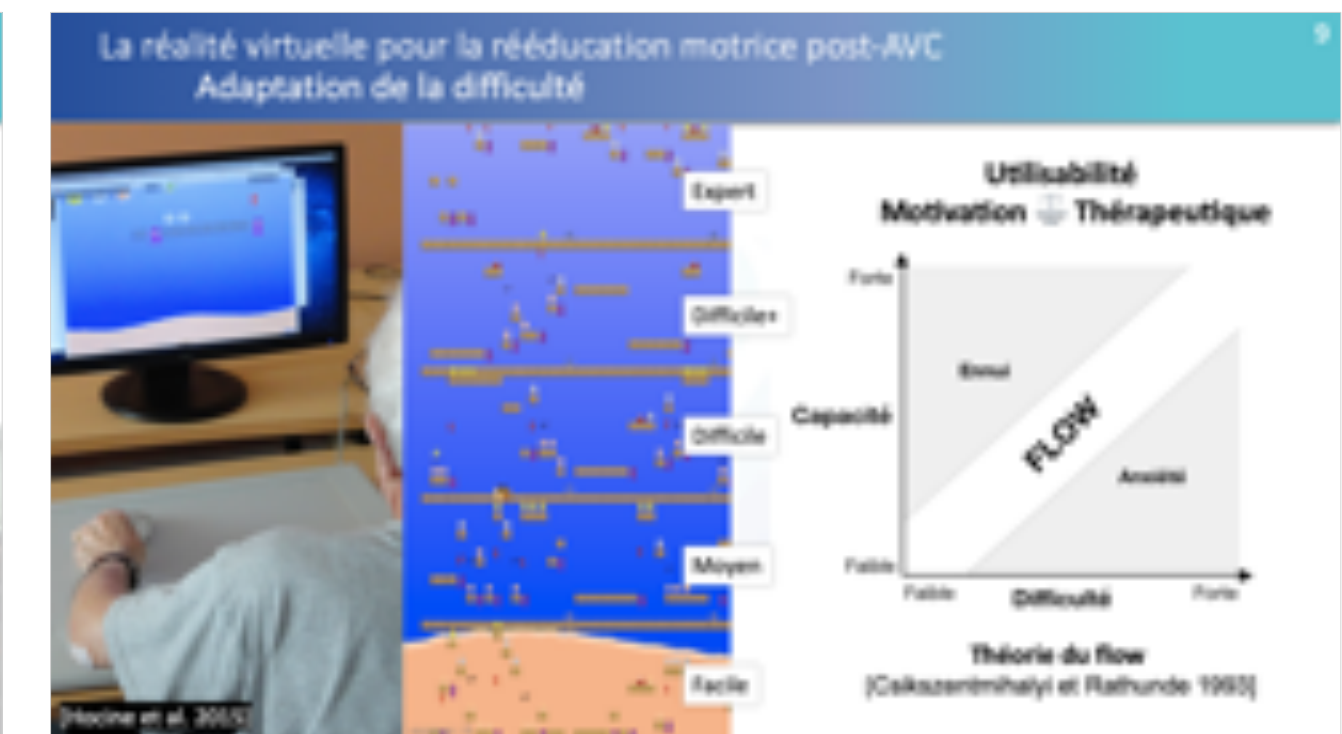 La réalité virtuelle pour la rééducation motrice post-AVC
9
Adaptation de la difficulté
Expert
Difficile+
Difficile
Moyen
Facile
[Hocine et al. 2015]
Utilisabilité
Motivation Thérapeutique
Forte
Ennui
Capacité
FLOW
Anxiété
Faible
Faible
Difficulté
Forte
Théorie du flow
[Csikszentmihalyi et Rathunde 1993]